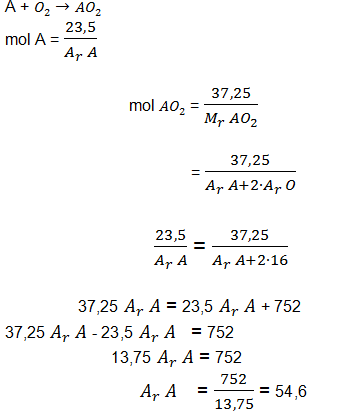 A + O₂ → AO₂
mol A = 23,5 / Aᵣ A
mol AO₂ = 37,25 / Mᵣ AO₂
= 37,25 / Aᵣ A+2·Aᵣ O
23,5 / Aᵣ A = 37,25 / Aᵣ A+2·16
37,25 Aᵣ A = 23,5 Aᵣ A + 752
37,25 Aᵣ A - 23,5 Aᵣ A = 752
13,75 Aᵣ A = 752
Aᵣ A = 752 / 13,75 = 54,6